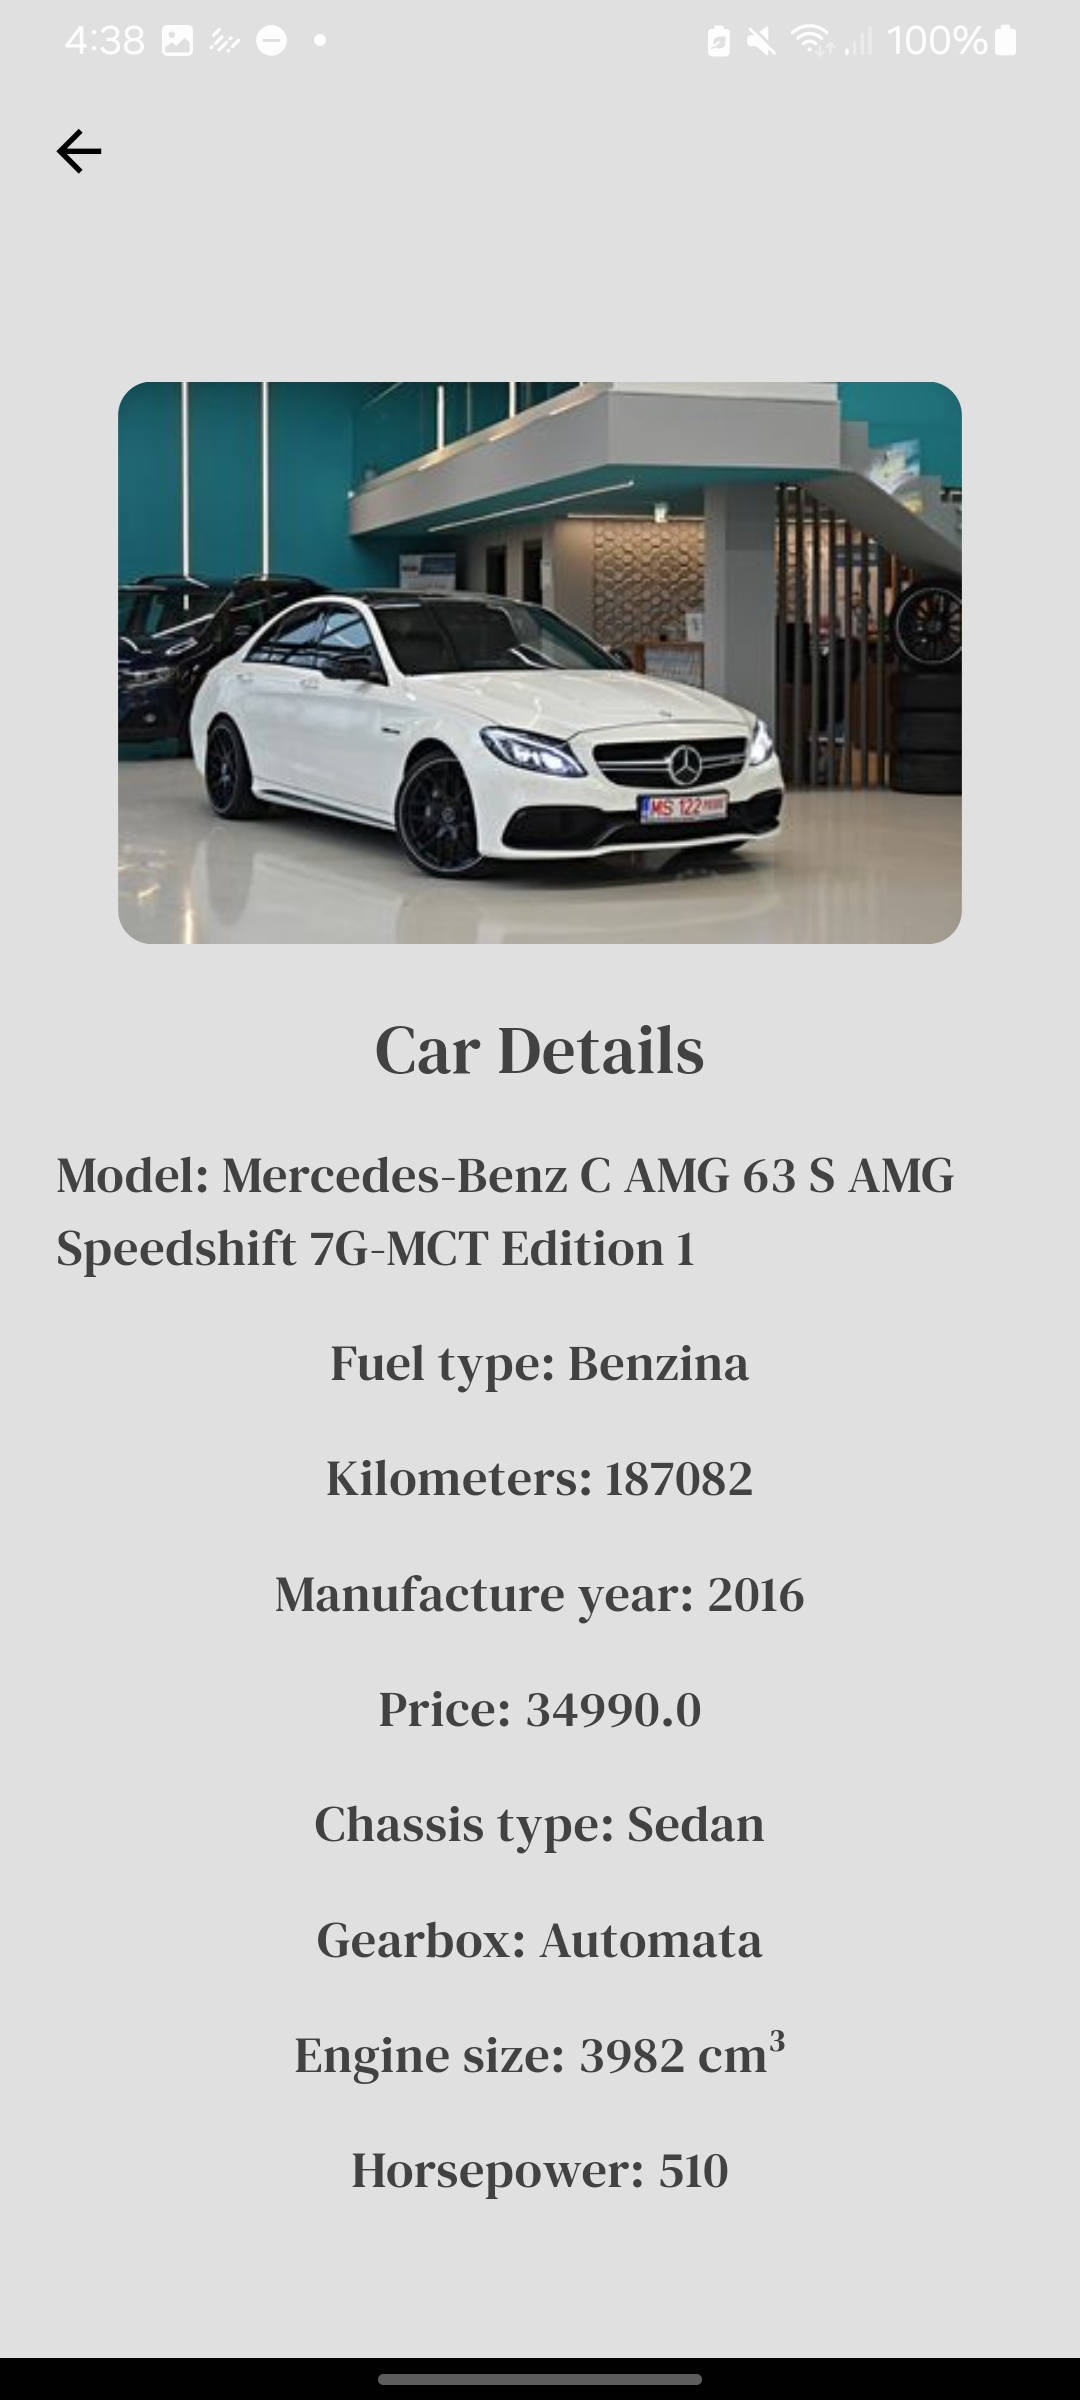 4:38
100%
MS 122
Car Details
Model: Mercedes-Benz C AMG 63 S AMG
Speedshift 7G-MCT Edition 1
Fuel type: Benzina
Kilometers: 187082
Manufacture year: 2016
Price: 34990.0
Chassis type: Sedan
Gearbox: Automata
Engine size: 3982 cm³
Horsepower: 510